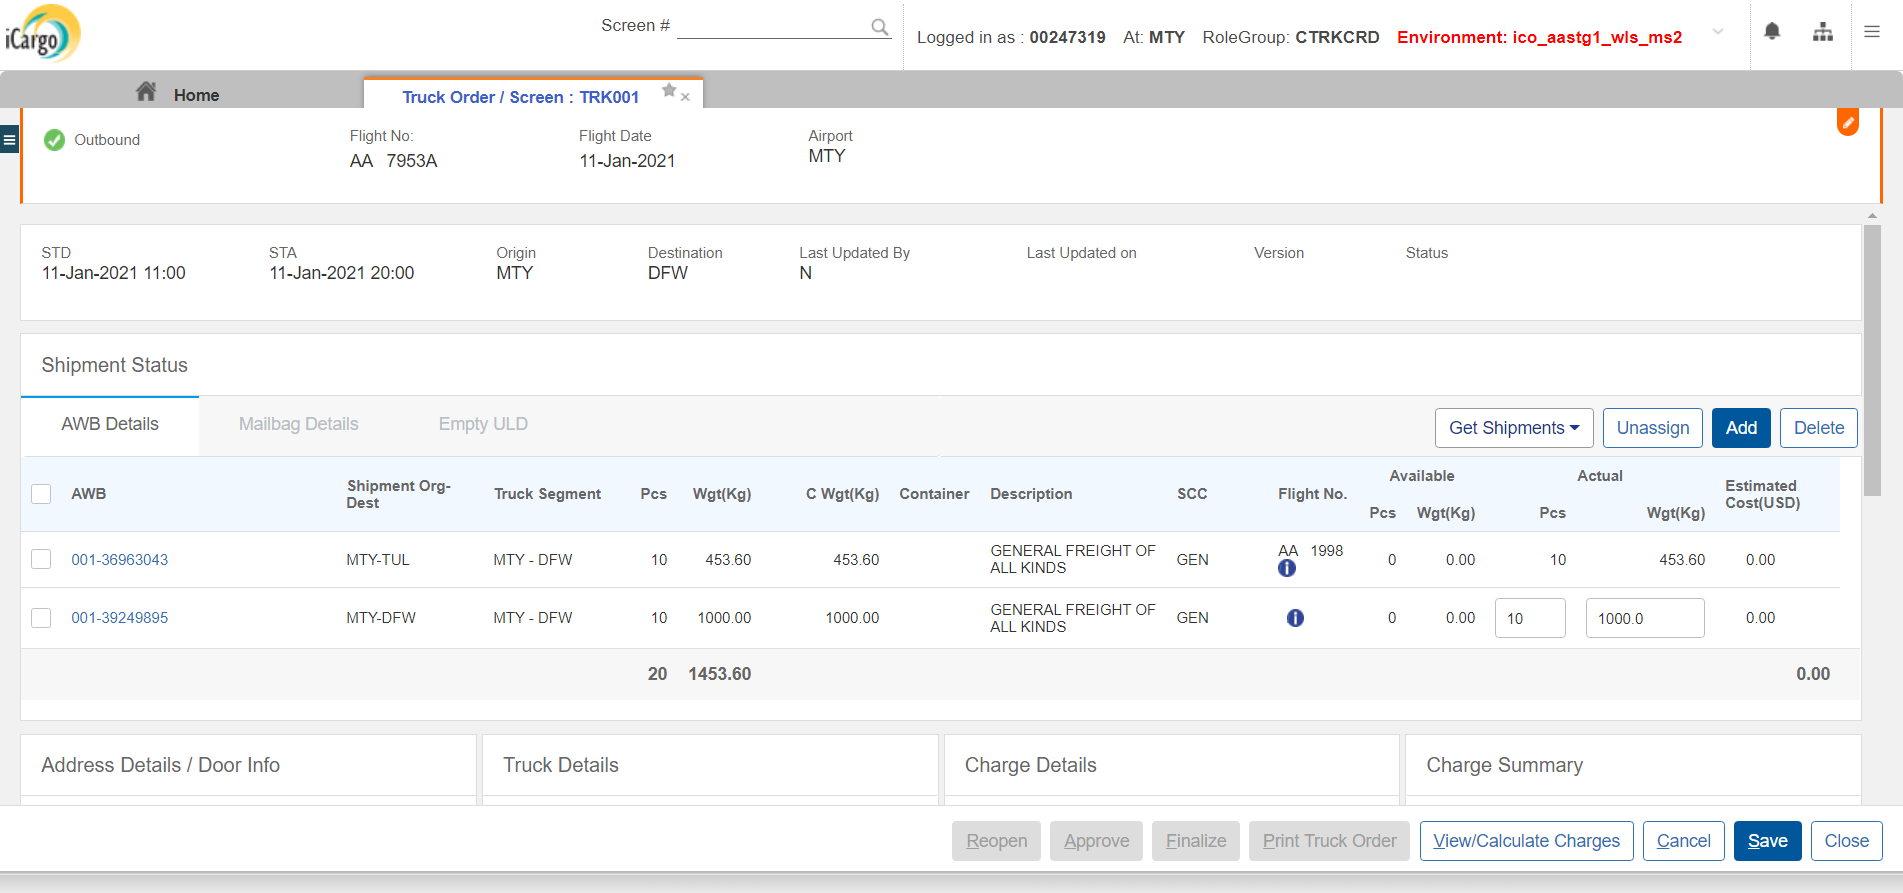 iCargo
Screen #
Logged in as : 00247319 At: MTY RoleGroup: CTRKCRD Environment: ico_aastg1_wls_ms2
Home
Truck Order / Screen : TRK001
Outbound
Flight No:
AA 7953A
Flight Date
11-Jan-2021
Airport
MTY
STD
11-Jan-2021 11:00
STA
11-Jan-2021 20:00
Origin
MTY
Destination
DFW
Last Updated By
N
Last Updated on
Version
Status
Shipment Status
AWB Details Mailbag Details Empty ULD
Get Shipments Unassign Add Delete
AWB
Shipment Org-
Dest
Truck Segment
Pcs
Wgt(Kg)
C Wgt(Kg)
Container
Description
SCC
Flight No.
Available
Pcs Wgt(Kg)
Actual
Pcs Wgt(Kg)
Estimated
Cost(USD)
001-36963043 MTY-TUL MTY - DFW 10 453.60 453.60
GENERAL FREIGHT OF
ALL KINDS
GEN AA 1998 0 0.00 10 453.60 0.00
001-39249895 MTY-DFW MTY - DFW 10 1000.00 1000.00
GENERAL FREIGHT OF
ALL KINDS
GEN 0 0.00 10 1000.0 0.00
20 1453.60 0.00
Address Details / Door Info
Truck Details
Charge Details
Charge Summary
Reopen Approve Finalize Print Truck Order View/Calculate Charges Cancel Save Close